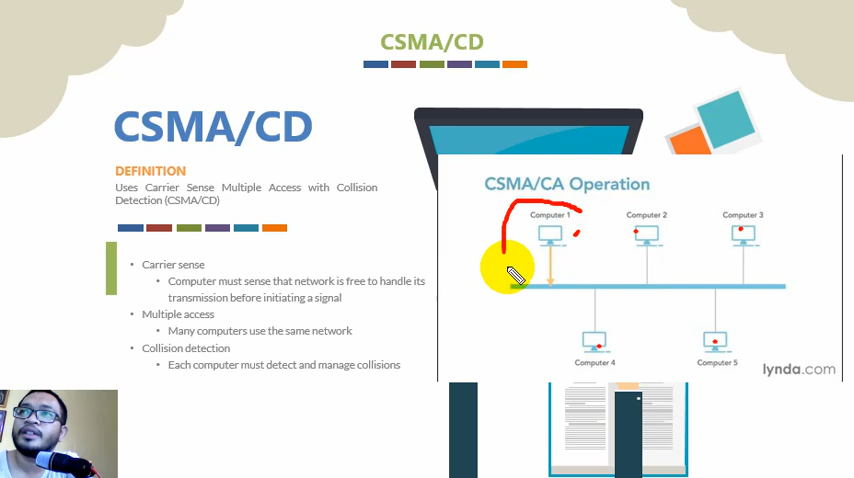 CSMA/CD
CSMA/CD
DEFINITION
Uses Carrier Sense Multiple Access with Collision
Detection (CSMA/CD)
• Carrier sense
• Computer must sense that network is free to handle its
transmission before initiating a signal
• Multiple access
• Many computers use the same network
• Collision detection
• Each computer must detect and manage collisions
CSMA/CA Operation
Computer 1
Computer 2
Computer 3
Computer 4
Computer 5
lynda.com